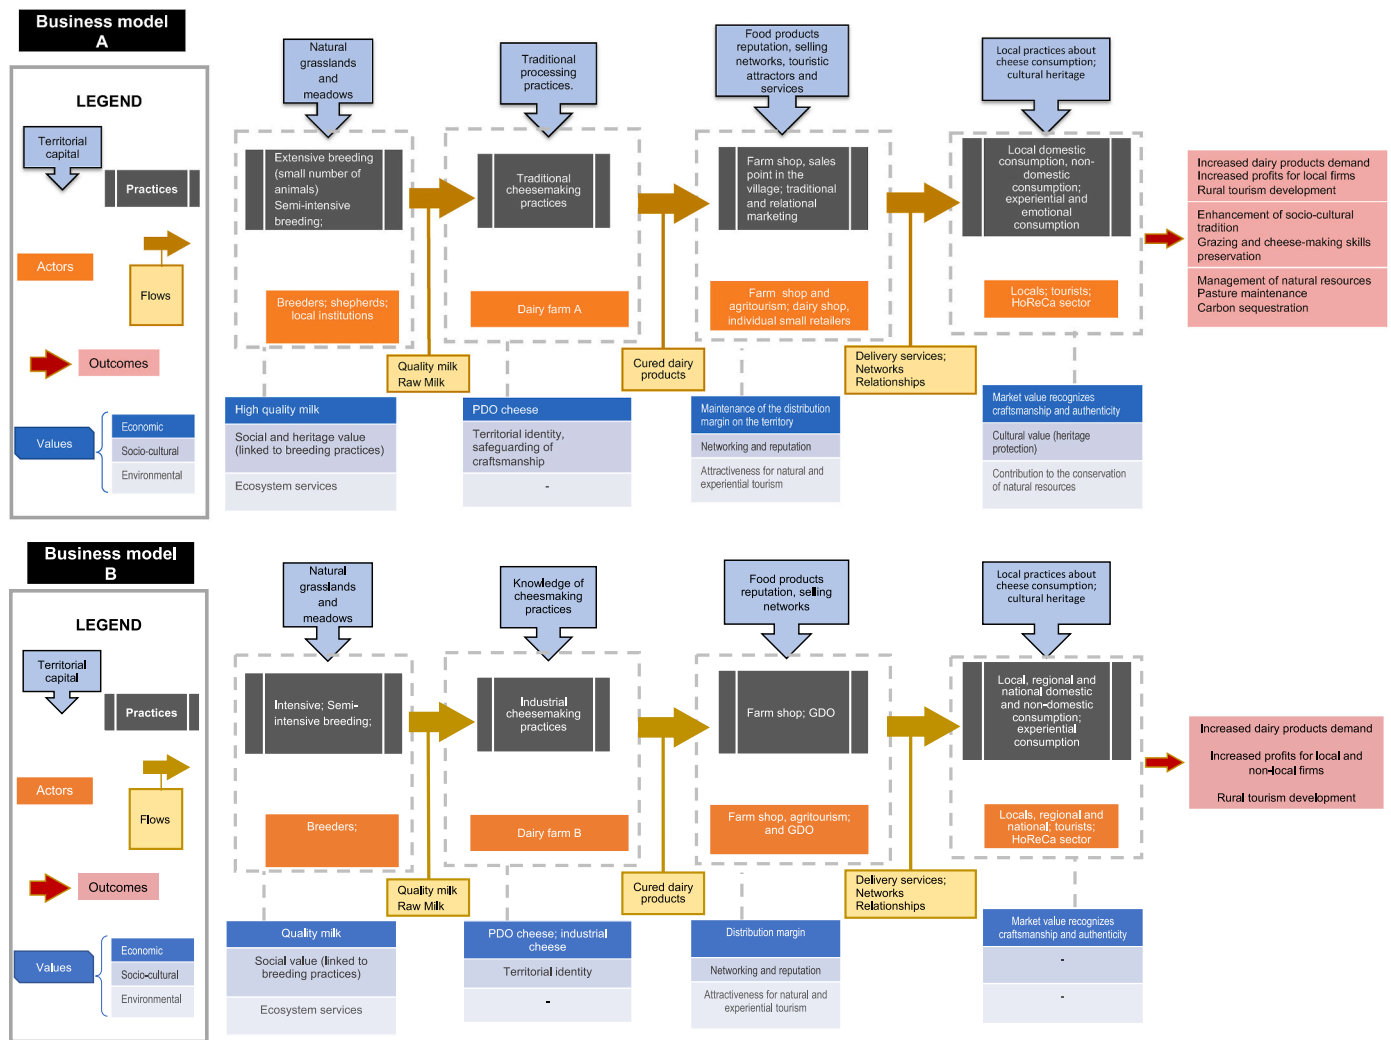 Business model
A
LEGEND
Territorial
capital
Practices
Actors
Flows
Outcomes
Values
Economic
Socio-cultural
Environmental
Natural
grasslands
and
meadows
Traditional
processing
practices.
Food products
reputation, selling
networks, touristic
attractors and
services
Local practices about
cheese consumption;
cultural heritage
Extensive breeding
(small number of
animals)
Semi-intensive
breeding;
Traditional
cheesemaking
practices
Farm shop, sales
point in the
village; traditional
and relational
marketing
Local domestic
consumption, non-
domestic
consumption;
experiential and
emotional
consumption
Breeders; shepherds;
local institutions
Dairy farm A
Farm shop and
agritourism; dairy shop,
individual small retailers
Locals; tourists;
HoReCa sector
Quality milk
Raw Milk
Cured dairy
products
Delivery services;
Networks
Relationships
High quality milk
Social and heritage value
(linked to breeding practices)
Ecosystem services
PDO cheese
Territorial identity,
safeguarding of
craftsmanship
-
Maintenance of the distribution
margin on the territory
Networking and reputation
Attractiveness for natural and
experiential tourism
Market value recognizes
craftsmanship and authenticity
Cultural value (heritage
protection)
Contribution to the conservation
of natural resources
Increased dairy products demand
Increased profits for local firms
Rural tourism development
Enhancement of socio-cultural
tradition
Grazing and cheese-making skills
preservation
Management of natural resources
Pasture maintenance
Carbon sequestration
Business model
B
LEGEND
Territorial
capital
Practices
Actors
Flows
Outcomes
Values
Economic
Socio-cultural
Environmental
Natural
grasslands
and
meadows
Knowledge of
cheesmaking
practices
Food products
reputation, selling
networks
Local practices about
cheese consumption;
cultural heritage
Intensive; Semi-
intensive breeding;
Industrial
cheesemaking
practices
Farm shop; GDO
Local, regional and
national domestic
and non-domestic
consumption;
experiential
consumption
Breeders;
Dairy farm B
Farm shop, agritourism;
and GDO
Locals, regional and
national; tourists;
HoReCa sector
Quality milk
Raw Milk
Cured dairy
products
Delivery services;
Networks
Relationships
Quality milk
Social value (linked to
breeding practices)
Ecosystem services
PDO cheese; industrial
cheese
Territorial identity
-
Distribution margin
Networking and reputation
Attractiveness for natural and
experiential tourism
Market value recognizes
craftsmanship and authenticity
-
-
Increased dairy products demand
Increased profits for local and
non-local firms
Rural tourism development